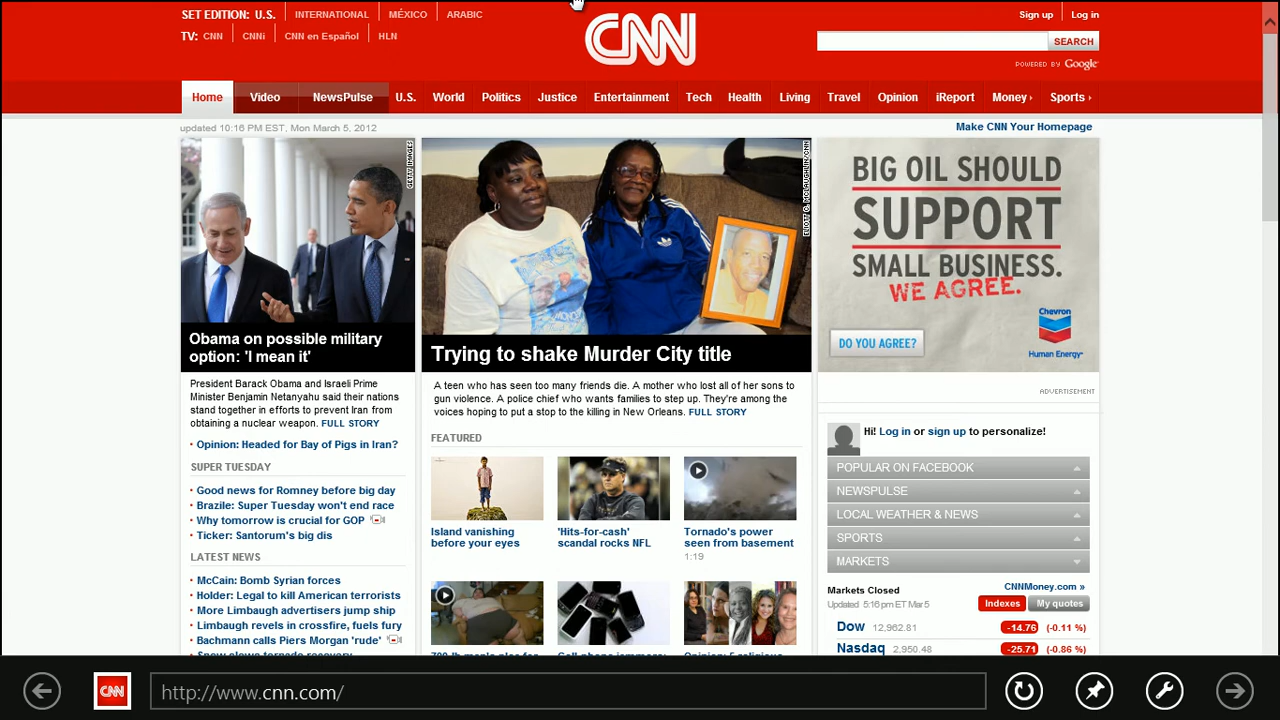 SET EDITION: U.S. INTERNATIONAL MÉXICO ARABIC
TV: CNN CNNi CNN en Español HLN
CNN
Sign up Log in
SEARCH
POWERED BY Google
Home Video NewsPulse U.S. World Politics Justice Entertainment Tech Health Living Travel Opinion iReport Money Sports
updated 10:16 PM EST, Mon March 5, 2012
Make CNN Your Homepage
GETTY IMAGES
Obama on possible military
option: 'I mean it'
President Barack Obama and Israeli Prime
Minister Benjamin Netanyahu said their nations
stand together in efforts to prevent Iran from
obtaining a nuclear weapon. FULL STORY
Opinion: Headed for Bay of Pigs in Iran?
SUPER TUESDAY
Good news for Romney before big day
Brazile: Super Tuesday won't end race
Why tomorrow is crucial for GOP
Ticker: Santorum's big dis
LATEST NEWS
McCain: Bomb Syrian forces
Holder: Legal to kill American terrorists
More Limbaugh advertisers jump ship
Limbaugh revels in crossfire, fuels fury
Bachmann calls Piers Morgan 'rude'
Snow slows tornado recovery
ELIOTT C. MCLAUGHLIN/CNN
Trying to shake Murder City title
A teen who has seen too many friends die. A mother who lost all of her sons to
gun violence. A police chief who wants families to step up. They're among the
voices hoping to put a stop to the killing in New Orleans. FULL STORY
FEATURED
Island vanishing
before your eyes
'Hits-for-cash'
scandal rocks NFL
Tornado's power
seen from basement
1:19
BIG OIL SHOULD
SUPPORT
SMALL BUSINESS.
WE AGREE.
DO YOU AGREE?
Chevron
Human Energy®
ADVERTISEMENT
Hi! Log in or sign up to personalize!
POPULAR ON FACEBOOK
NEWSPULSE
LOCAL WEATHER & NEWS
SPORTS
MARKETS
Markets Closed CNNMoney.com »
Updated 5:16 pm ET Mar 5 Indexes My quotes
Dow 12,962.81 -14.76 (-0.11 %)
Nasdaq 2,950.48 -25.71 (-0.86 %)
CNN
http://www.cnn.com/